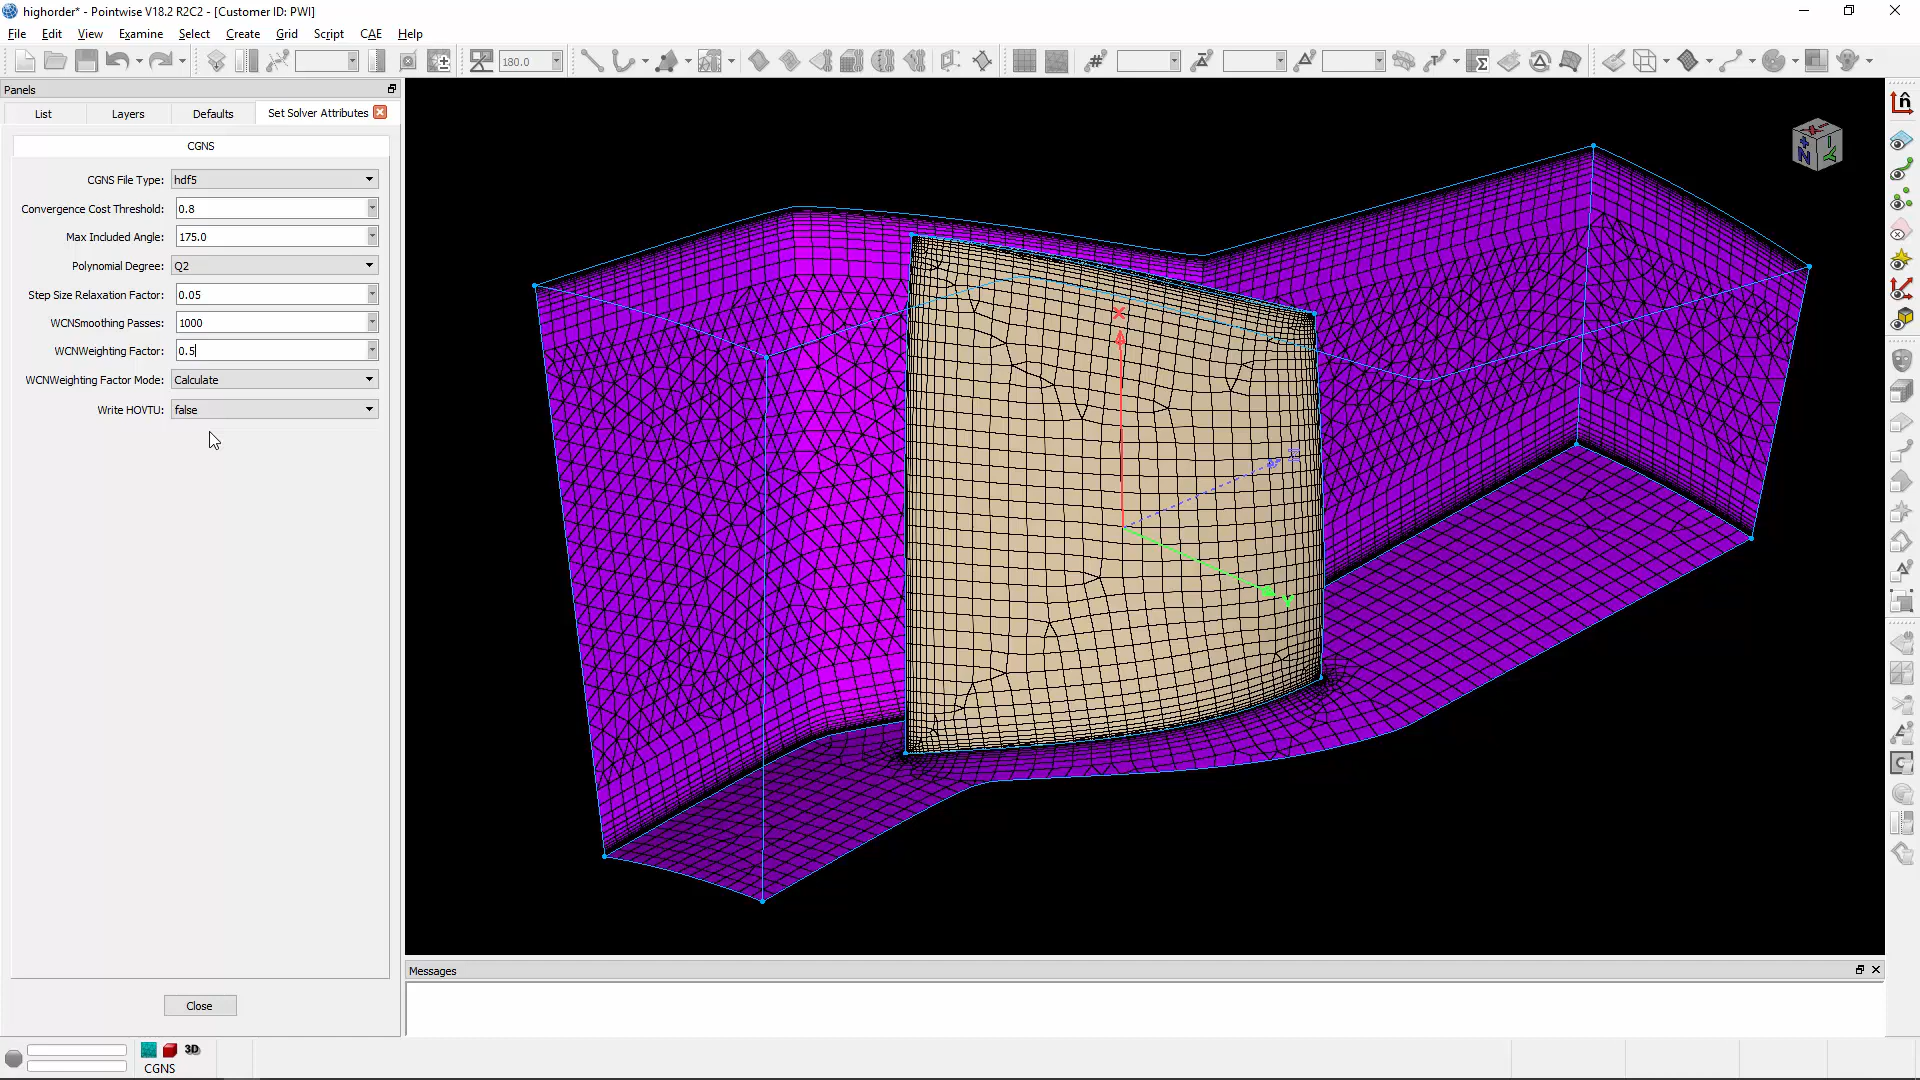 highorder* - Pointwise V18.2 R2C2 - [Customer ID: PWI]
File Edit View Examine Select Create Grid Script CAE Help
180.0
Panels
List Layers Defaults Set Solver Attributes
CGNS
CGNS File Type: hdf5
Convergence Cost Threshold: 0.8
Max Included Angle: 175.0
Polynomial Degree: Q2
Step Size Relaxation Factor: 0.05
WCNSmoothing Passes: 1000
WCNWeighting Factor: 0.5
WCNWeighting Factor Mode: Calculate
Write HOVTU: false
X
Z
Y
Messages
Close
3D
CGNS